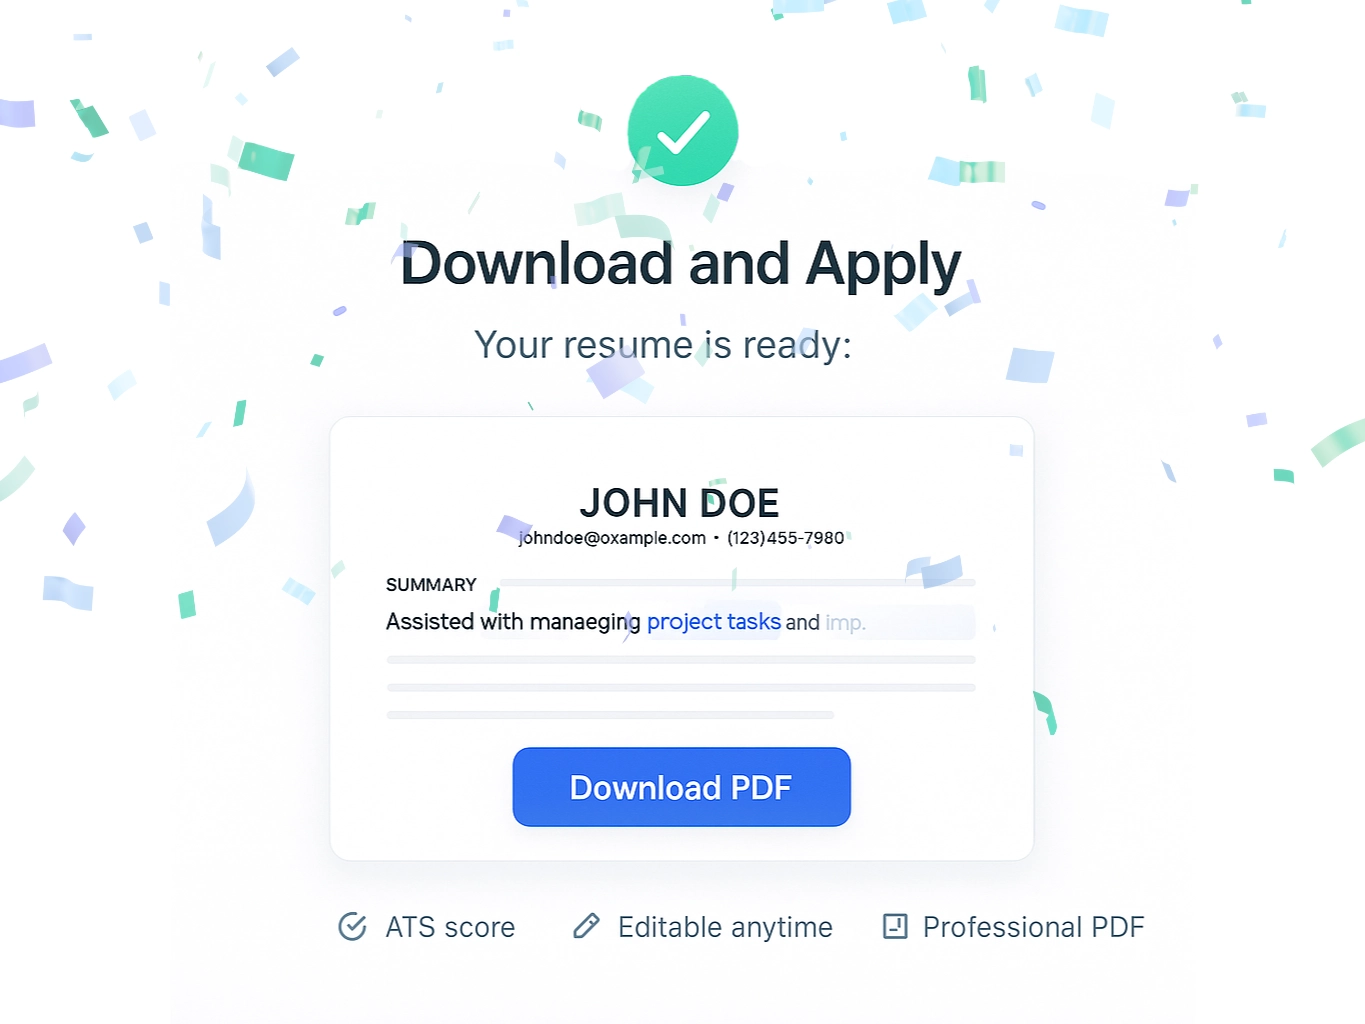 Download and Apply
Your resume is ready:
JOHN DOE
johndoe@oxample.com • (123)455-7980
SUMMARY
Assisted with manaeging project tasks and imp.
Download PDF
ATS score
Editable anytime
Professional PDF